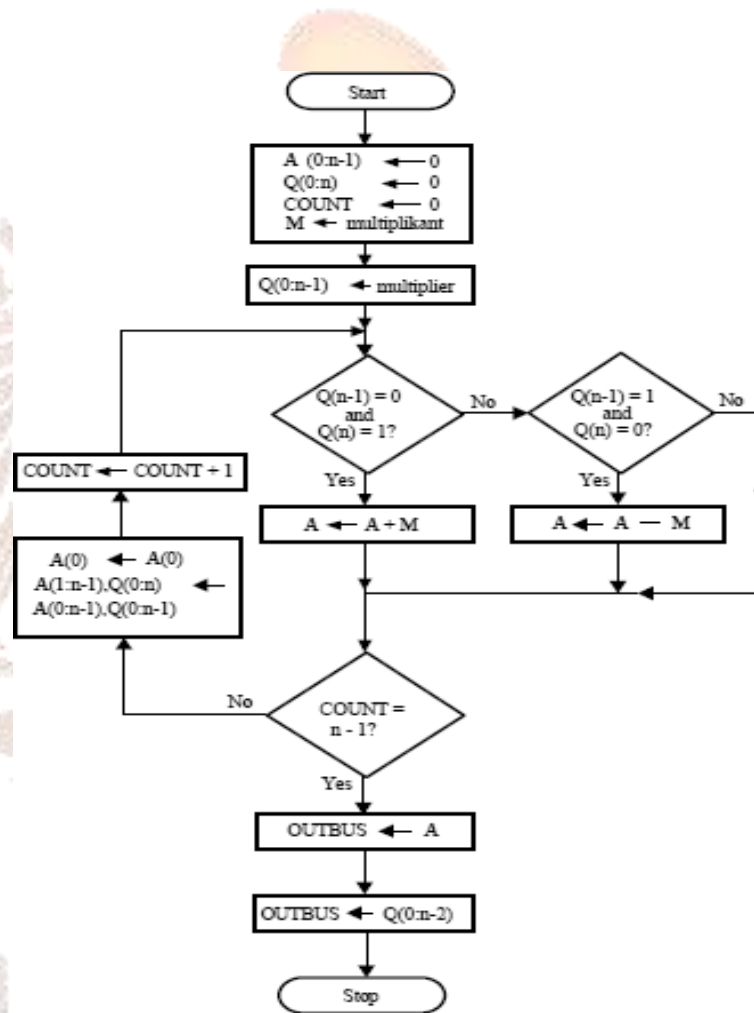 Start
A (0:n-1) ← 0
Q(0:n) ← 0
COUNT ← 0
M ← multiplikant
Q(0:n-1) ← multiplier
Q(n-1) = 0
and
Q(n) = 1?
No
Q(n-1) = 1
and
Q(n) = 0?
No
Yes
Yes
COUNT ← COUNT + 1
A ← A + M
A ← A — M
A(0) ← A(0)
A(1:n-1),Q(0:n) ←
A(0:n-1),Q(0:n-1)
No
COUNT =
n - 1?
Yes
OUTBUS ← A
OUTBUS ← Q(0:n-2)
Stop